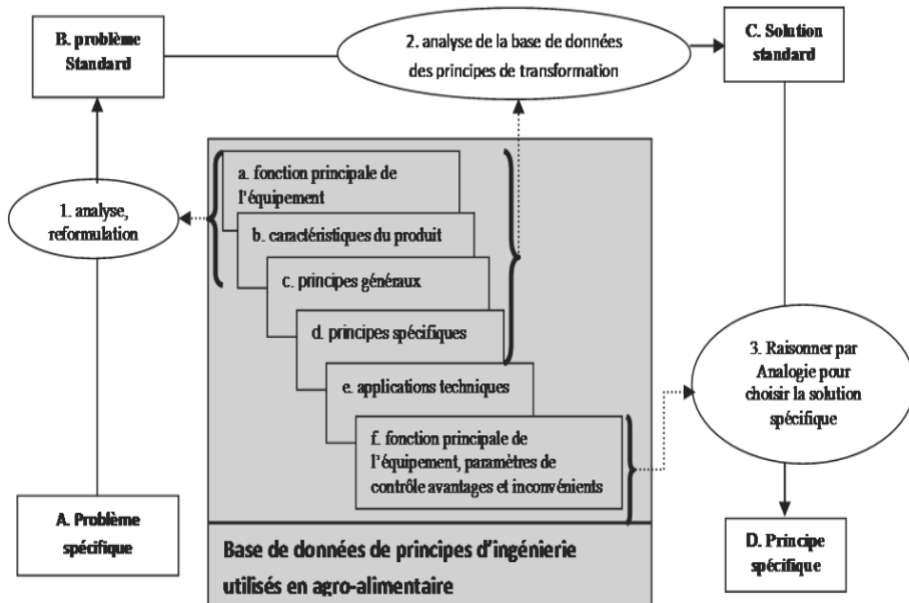 B. problème
Standard
2. analyse de la base de données
des principes de transformation
C. Solution
standard
1. analyse,
reformulation
a. fonction principale de
l'équipement
b. caractéristiques du produit
c. principes généraux
d. principes spécifiques
e. applications techniques
f. fonction principale de
l'équipement, paramètres de
contrôle avantages et inconvénients
3. Raisonner par
Analogie pour
choisir la solution
spécifique
A. Problème
spécifique
Base de données de principes d'ingénierie
utilisés en agro-alimentaire
D. Principe
spécifique